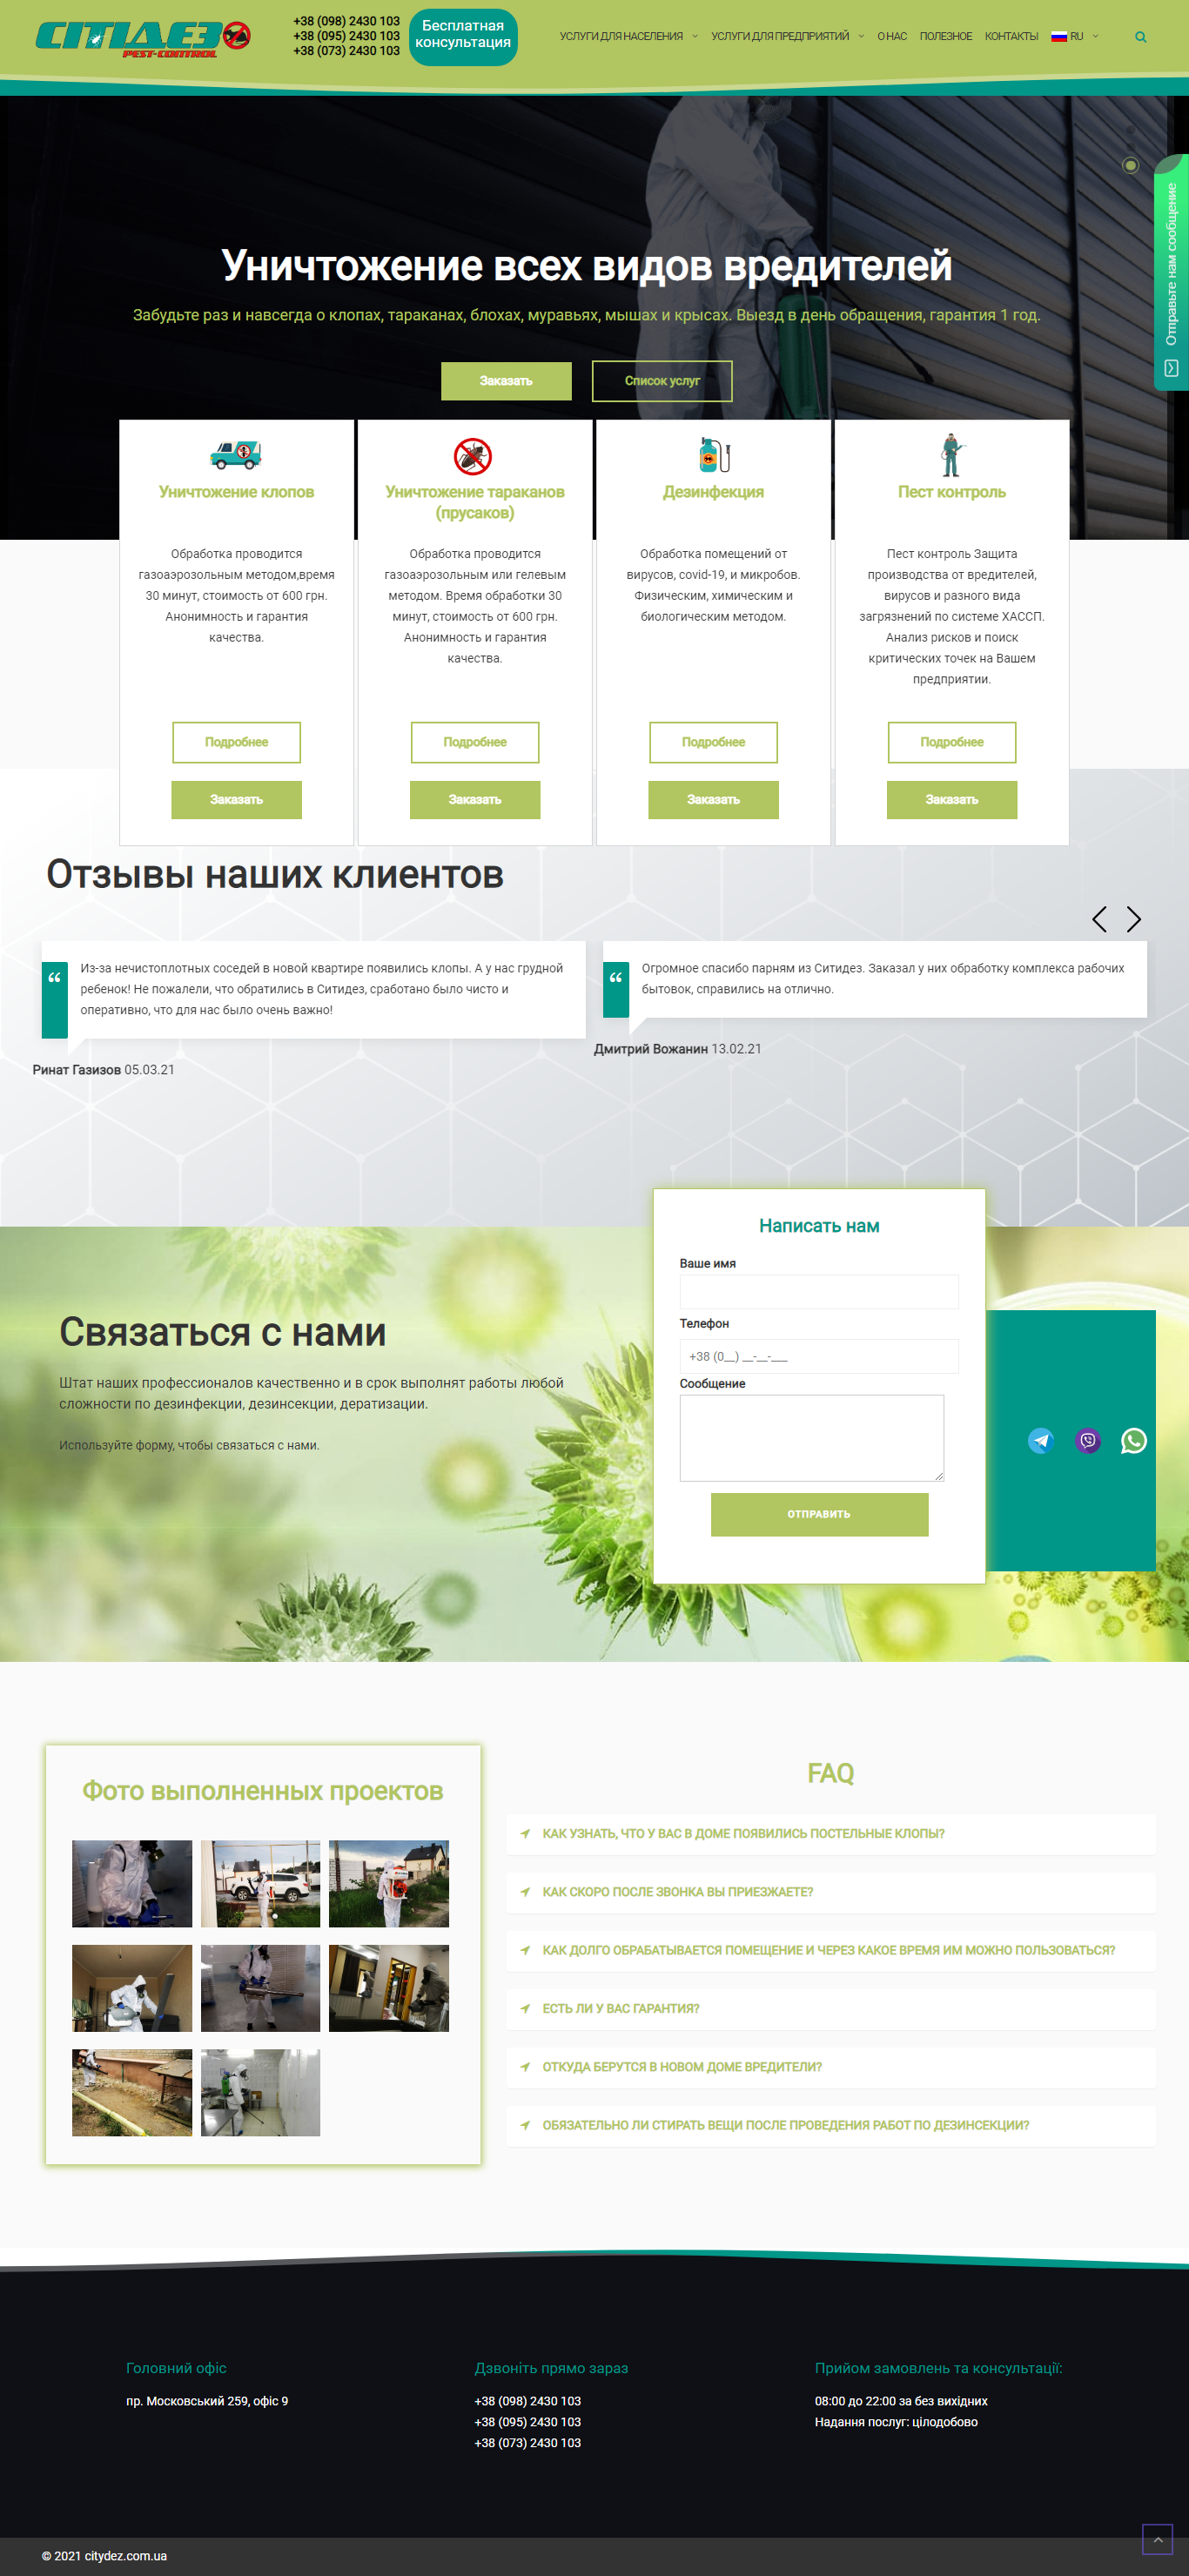 СІТІДЕЗ
PEST-CONTROL
+38 (098) 2430 103
+38 (095) 2430 103
+38 (073) 2430 103
Бесплатная
консультация
УСЛУГИ ДЛЯ НАСЕЛЕНИЯ УСЛУГИ ДЛЯ ПРЕДПРИЯТИЙ О НАС ПОЛЕЗНОЕ КОНТАКТЫ RU
Отправьте нам сообщение
Уничтожение всех видов вредителей
Забудьте раз и навсегда о клопах, тараканах, блохах, муравьях, мышах и крысах. Выезд в день обращения, гарантия 1 год.
Заказать Список услуг
Уничтожение клопов
Обработка проводится
газоаэрозольным методом,время
30 минут, стоимость от 600 грн.
Анонимность и гарантия
качества.
Подробнее
Заказать
Уничтожение тараканов
(прусаков)
Обработка проводится
газоаэрозольным или гелевым
методом. Время обработки 30
минут, стоимость от 600 грн.
Анонимность и гарантия
качества.
Подробнее
Заказать
Дезинфекция
Обработка помещений от
вирусов, covid-19, и микробов.
Физическим, химическим и
биологическим методом.
Подробнее
Заказать
Пест контроль
Пест контроль Защита
производства от вредителей,
вирусов и разного вида
загрязнений по системе ХАССП.
Анализ рисков и поиск
критических точек на Вашем
предприятии.
Подробнее
Заказать
Отзывы наших клиентов
Из-за нечистоплотных соседей в новой квартире появились клопы. А у нас грудной
ребенок! Не пожалели, что обратились в Ситидез, сработано было чисто и
оперативно, что для нас было очень важно!
Ринат Газизов 05.03.21
Огромное спасибо парням из Ситидез. Заказал у них обработку комплекса рабочих
бытовок, справились на отлично.
Дмитрий Вожанин 13.02.21
Связаться с нами
Штат наших профессионалов качественно и в срок выполнят работы любой
сложности по дезинфекции, дезинсекции, дератизации.
Используйте форму, чтобы связаться с нами.
Написать нам
Ваше имя
Телефон
+38 (0__) __-__-___
Сообщение
ОТПРАВИТЬ
Фото выполненных проектов
FAQ
КАК УЗНАТЬ, ЧТО У ВАС В ДОМЕ ПОЯВИЛИСЬ ПОСТЕЛЬНЫЕ КЛОПЫ?
КАК СКОРО ПОСЛЕ ЗВОНКА ВЫ ПРИЕЗЖАЕТЕ?
КАК ДОЛГО ОБРАБАТЫВАЕТСЯ ПОМЕЩЕНИЕ И ЧЕРЕЗ КАКОЕ ВРЕМЯ ИМ МОЖНО ПОЛЬЗОВАТЬСЯ?
ЕСТЬ ЛИ У ВАС ГАРАНТИЯ?
ОТКУДА БЕРУТСЯ В НОВОМ ДОМЕ ВРЕДИТЕЛИ?
ОБЯЗАТЕЛЬНО ЛИ СТИРАТЬ ВЕЩИ ПОСЛЕ ПРОВЕДЕНИЯ РАБОТ ПО ДЕЗИНСЕКЦИИ?
Головний офіс
пр. Московський 259, офіс 9
Дзвоніть прямо зараз
+38 (098) 2430 103
+38 (095) 2430 103
+38 (073) 2430 103
Прийом замовлень та консультації:
08:00 до 22:00 за без вихідних
Надання послуг: цілодобово
© 2021 citydez.com.ua